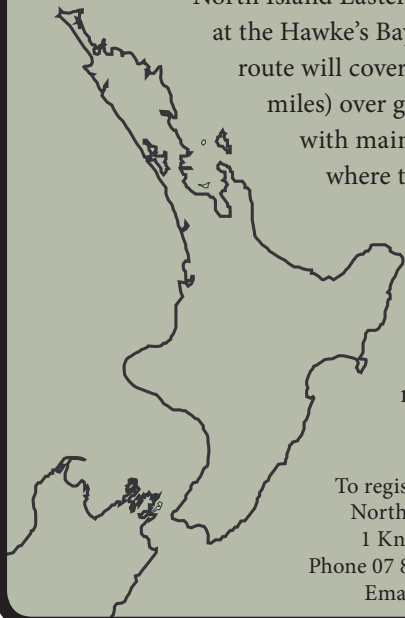 North Island Easter
at the Hawke's Bay
route will cover
miles) over g
with main
where t
To regis
North
1 Kn
Phone 07 8
Ema